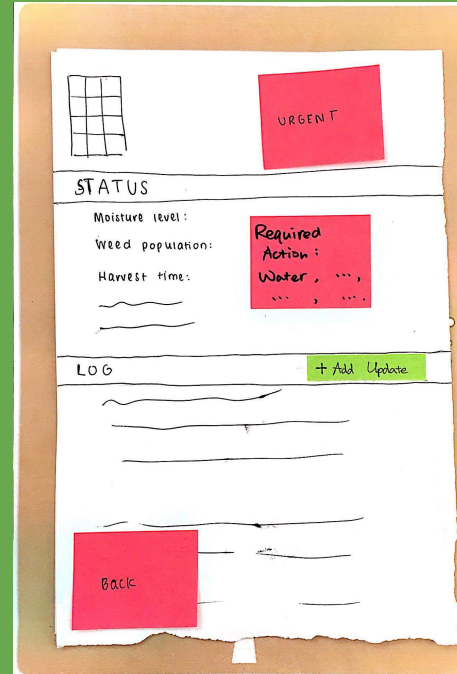 URGENT
STATUS
Moisture level:
Weed population:
Harvest time:
Required
Action:
Water, ...,
... , ....
LOG
+ Add Update
BACK